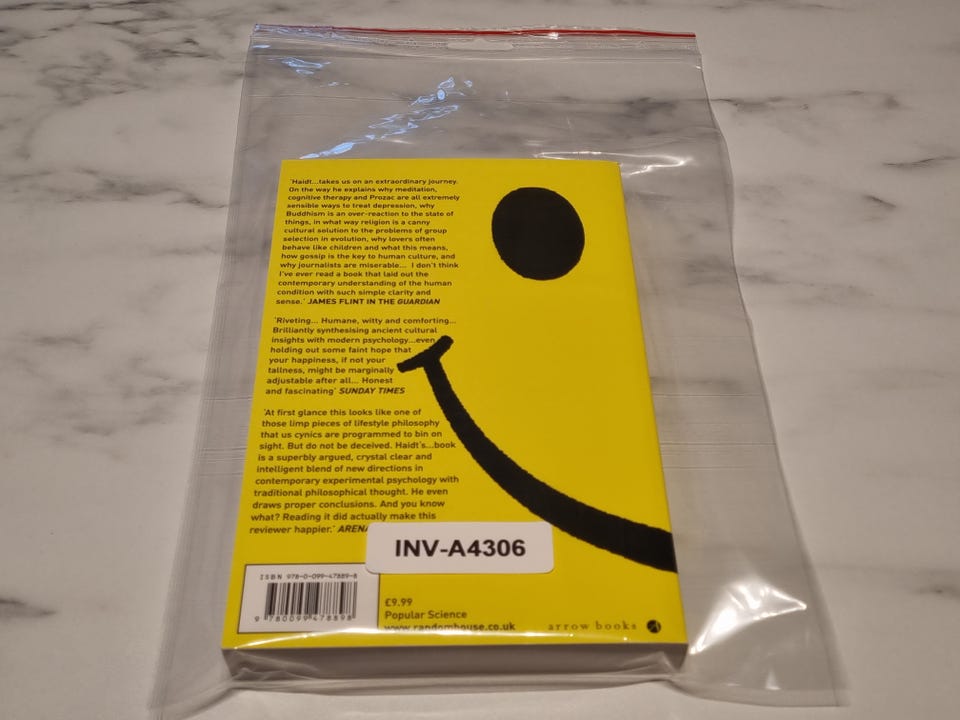 'Haidt...takes us on an extraordinary journey.
On the way he explains why meditation,
cognitive therapy and Prozac are all extremely
sensible ways to treat depression, why
Buddhism is an over-reaction to the state of
things, in what way religion is a canny
cultural solution to the problems of group
selection in evolution, why lovers often
behave like children and what this means,
how gossip is the key to human culture, and
why journalists are miserable... I don't think
I've ever read a book that laid out the
contemporary understanding of the human
condition with such simple clarity and
sense.' JAMES FLINT IN THE GUARDIAN
'Riveting... Humane, witty and comforting...
Brilliantly synthesising ancient cultural
insights with modern psychology...even
holding out some faint hope that
your happiness, if not your
tallness, might be marginally
adjustable after all... Honest
and fascinating' SUNDAY TIMES
'At first glance this looks like one of
those limp pieces of lifestyle philosophy
that us cynics are programmed to bin on
sight. But do not be deceived. Haidt's...book
is a superbly argued, crystal clear and
intelligent blend of new directions in
contemporary experimental psychology with
traditional philosophical thought. He even
draws proper conclusions. And you know
what? Reading it did actually make this
reviewer happier.' ARENA
INV-A4306
ISBN 978-0-099-47889-8
9 780099 478898
£9.99
Popular Science
www.randomhouse.co.uk
arrow books